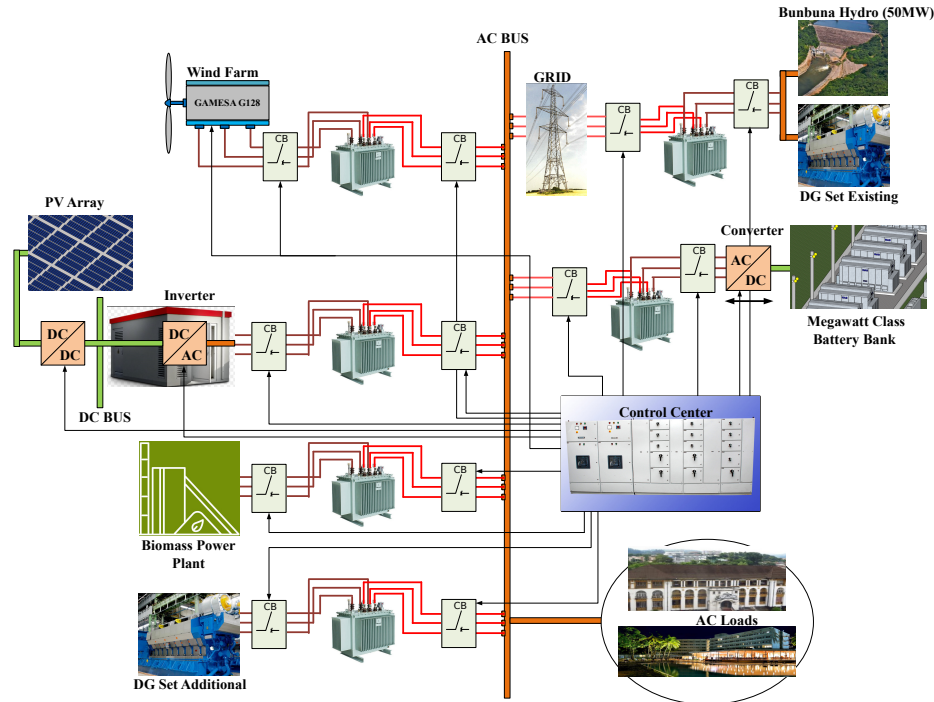 Bunbuna Hydro (50MW)
AC BUS
Wind Farm
GRID
GAMESA G128
CB
CB
CB
CB
DG Set Existing
PV Array
Converter
CB
CB
AC
DC
Inverter
Megawatt Class
Battery Bank
DC
DC
DC
AC
CB
CB
DC BUS
Control Center
CB
CB
Biomass Power
Plant
CB
CB
AC Loads
DG Set Additional